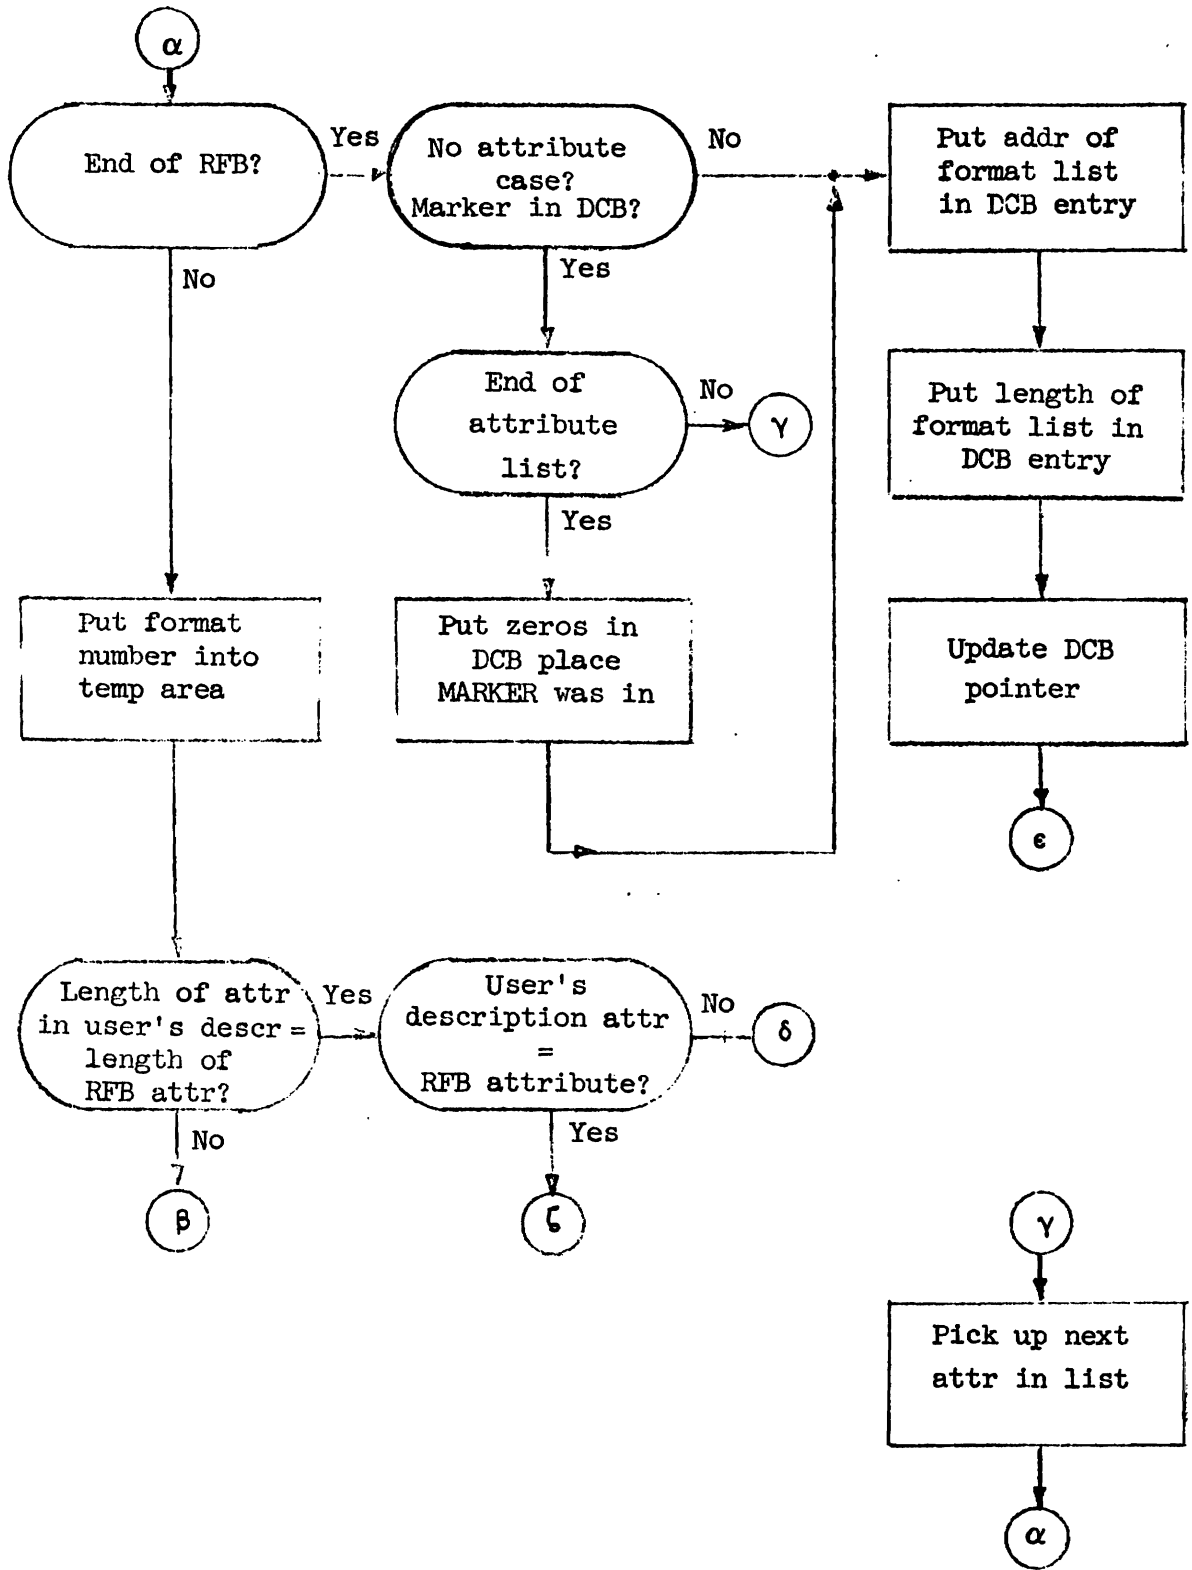 α
End of RFB?
Yes
No
No attribute
case?
Marker in DCB?
No
Yes
Put addr of
format list
in DCB entry
End of
attribute
list?
No
γ
Yes
Put length of
format list in
DCB entry
Put format
number into
temp area
Put zeros in
DCB place
MARKER was in
Update DCB
pointer
ϵ
Length of attr
in user's descr =
length of
RFB attr?
Yes
No
User's
description attr
=
RFB attribute?
No
δ
Yes
β
ζ
γ
Pick up next
attr in list
α